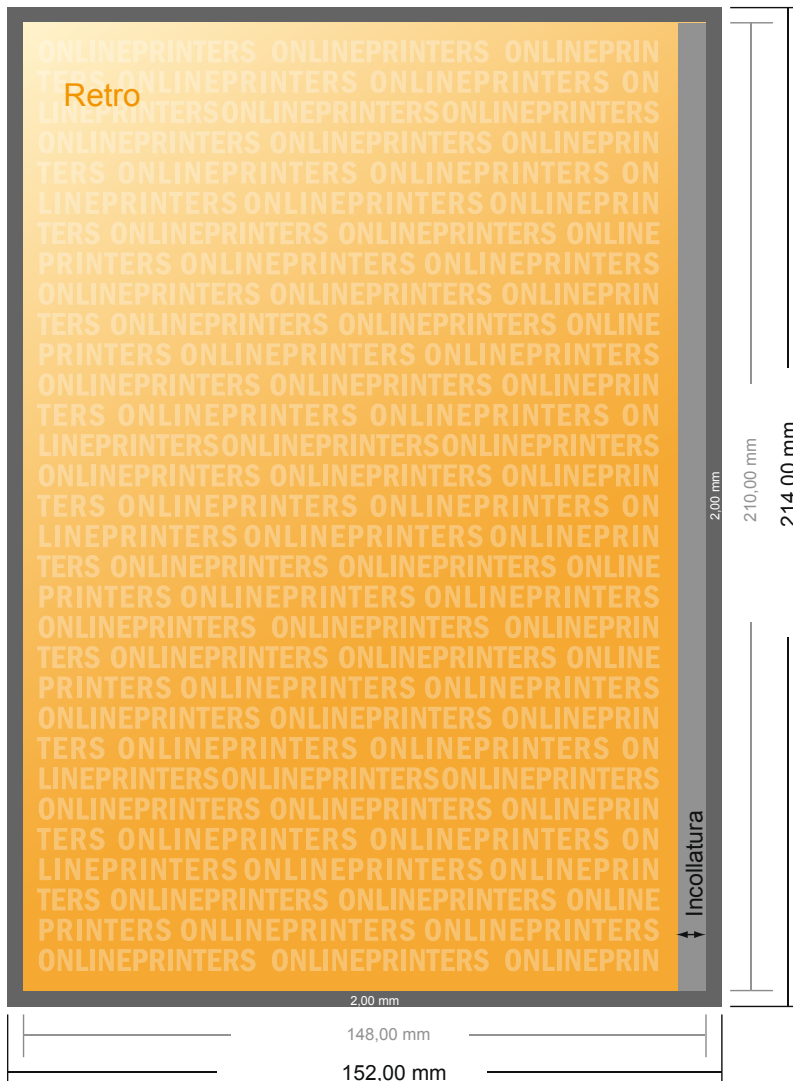 ONLINEPRINTERS ONLINEPRINTERS ONLINEPRIN
TERS ONLINEPRINTERS ONLINEPRINTERS ON
Retro
LINEPRINTERSONLINEPRINTERSONLINEPRINTERS
ONLINEPRINTERS ONLINEPRINTERS ONLINEPRIN
TERS ONLINEPRINTERS ONLINEPRINTERS ON
LINEPRINTERS ONLINEPRINTERS ONLINEPRIN
TERS ONLINEPRINTERS ONLINEPRINTERS ONLINE
PRINTERS ONLINEPRINTERS ONLINEPRINTERS
ONLINEPRINTERS ONLINEPRINTERS ONLINEPRIN
TERS ONLINEPRINTERS ONLINEPRINTERS ONLINE
PRINTERS ONLINEPRINTERS ONLINEPRINTERS
ONLINEPRINTERS ONLINEPRINTERS ONLINEPRIN
TERS ONLINEPRINTERS ONLINEPRINTERS ON
LINEPRINTERSONLINEPRINTERSONLINEPRINTERS
ONLINEPRINTERS ONLINEPRINTERS ONLINEPRIN
TERS ONLINEPRINTERS ONLINEPRINTERS ON
LINEPRINTERS ONLINEPRINTERS ONLINEPRIN
TERS ONLINEPRINTERS ONLINEPRINTERS ONLINE
PRINTERS ONLINEPRINTERS ONLINEPRINTERS
ONLINEPRINTERS ONLINEPRINTERS ONLINEPRIN
TERS ONLINEPRINTERS ONLINEPRINTERS ONLINE
PRINTERS ONLINEPRINTERS ONLINEPRINTERS
ONLINEPRINTERS ONLINEPRINTERS ONLINEPRIN
TERS ONLINEPRINTERS ONLINEPRINTERS ON
LINEPRINTERSONLINEPRINTERSONLINEPRINTERS
ONLINEPRINTERS ONLINEPRINTERS ONLINEPRIN
TERS ONLINEPRINTERS ONLINEPRINTERS ON
LINEPRINTERS ONLINEPRINTERS ONLINEPRIN
TERS ONLINEPRINTERS ONLINEPRINTERS ONLINE
PRINTERS ONLINEPRINTERS ONLINEPRINTERS
ONLINEPRINTERS ONLINEPRINTERS ONLINEPRIN
Incollatura
2,00 mm
210,00 mm
214,00 mm
2,00 mm
148,00 mm
152,00 mm